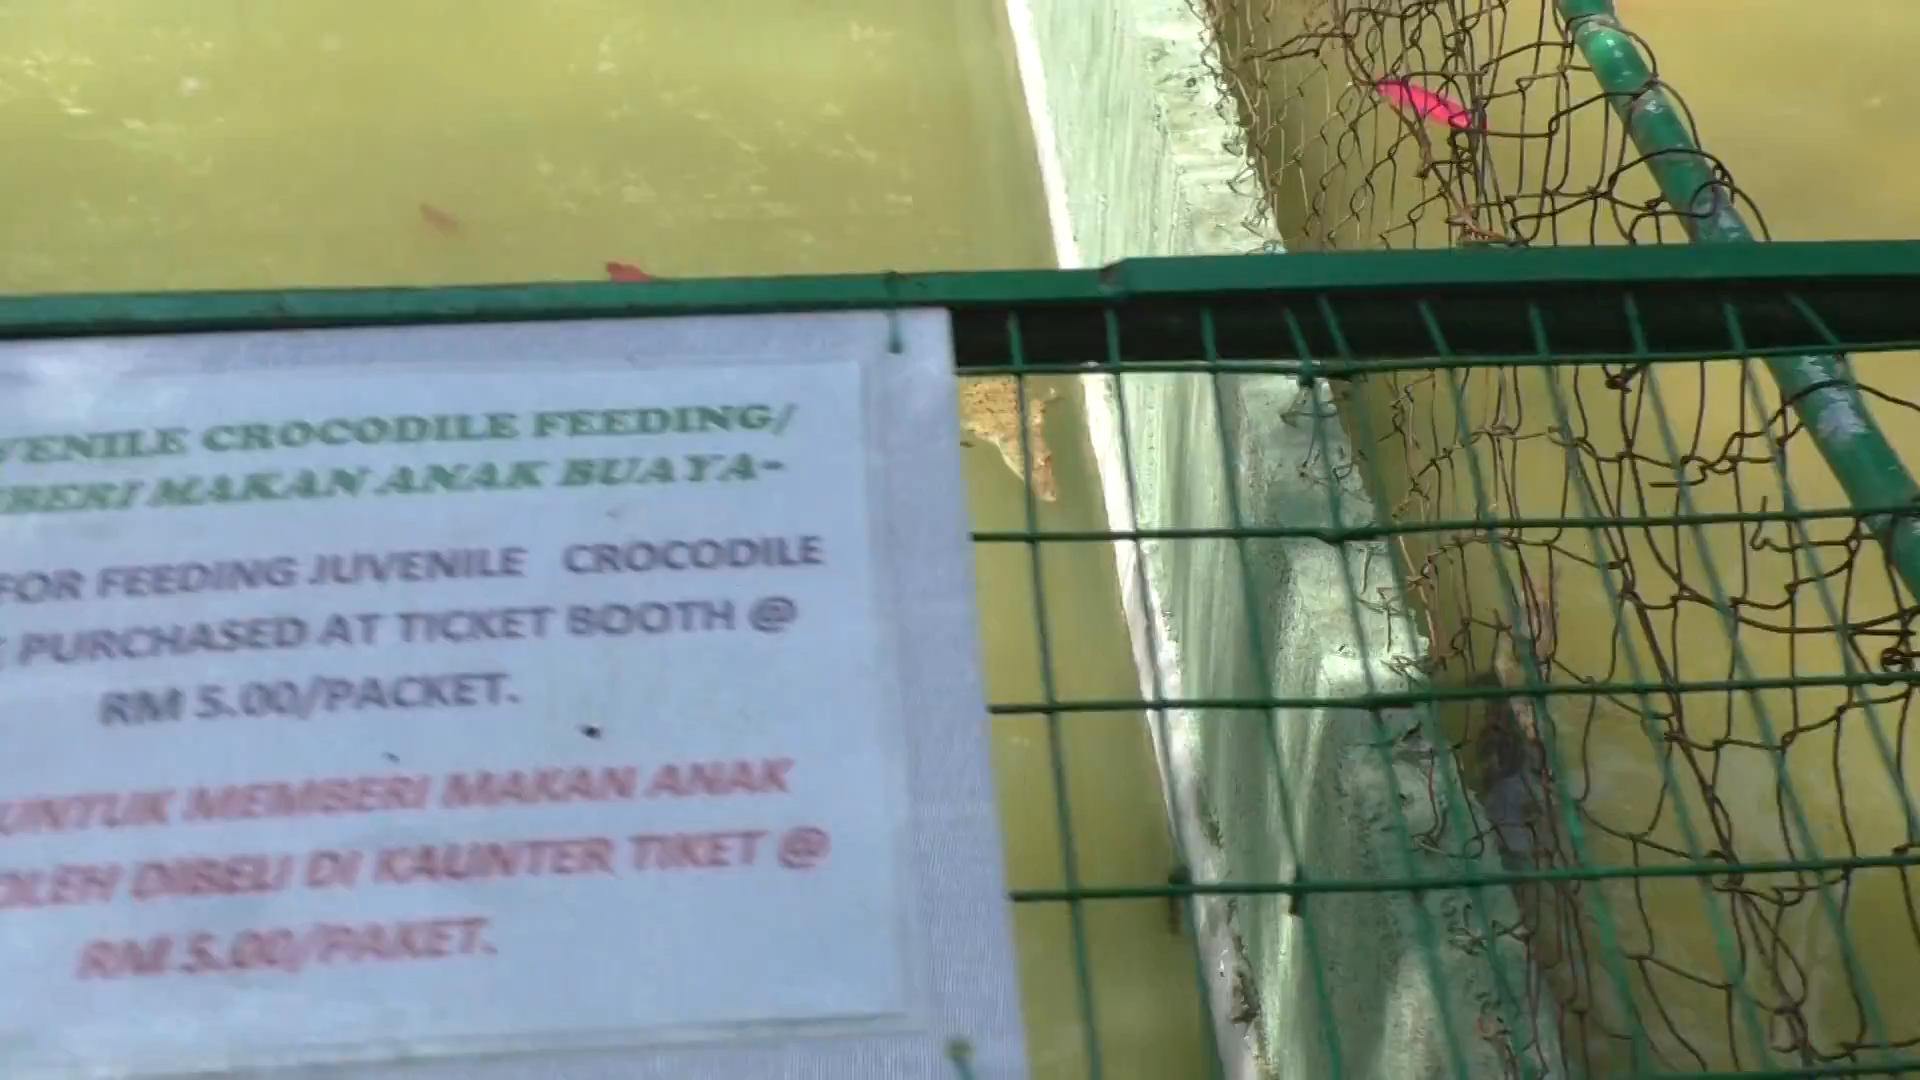 VENILE CROCODILE FEEDING/
BERI MAKAN ANAK BUAYA-
FOR FEEDING JUVENILE CROCODILE
PURCHASED AT TICKET BOOTH @
RM 5.00/PACKET.
UNTUK MEMBERI MAKAN ANAK
OLEH DIBELI DI KAUNTER TIKET @
RM 5.00/PAKET.